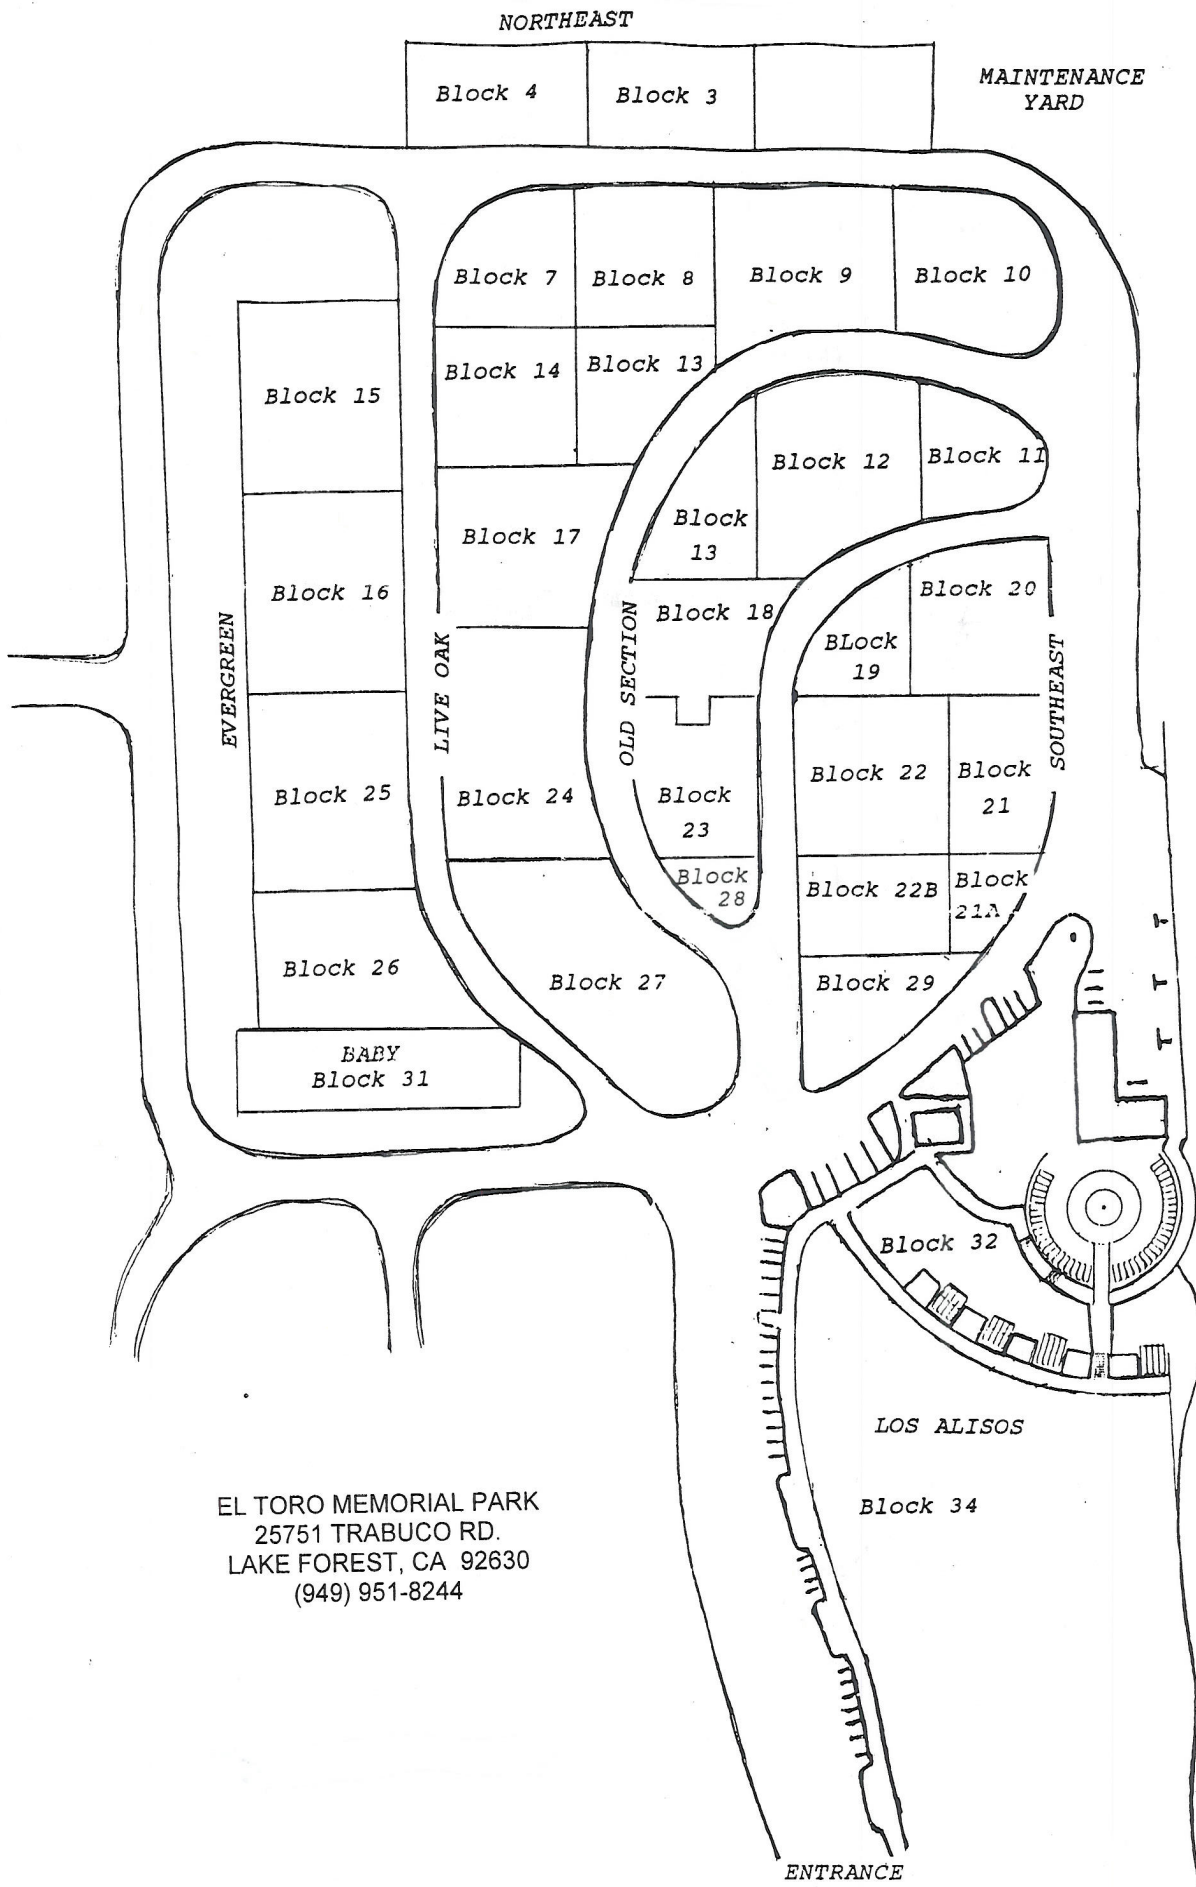 NORTHEAST
MAINTENANCE
YARD
Block 4
Block 3
Block 7
Block 8
Block 9
Block 10
Block 14
Block 13
Block 15
Block 12
Block 11
Block
13
Block 17
Block 16
Block 18
Block 20
BLock
19
EVERGREEN
LIVE OAK
OLD SECTION
SOUTHEAST
Block 25
Block 24
Block
23
Block 22
Block
21
Block
28
Block 22B
Block
21A
Block 26
Block 27
Block 29
BABY
Block 31
Block 32
T
T
T
T
LOS ALISOS
Block 34
EL TORO MEMORIAL PARK
25751 TRABUCO RD.
LAKE FOREST, CA 92630
(949) 951-8244
ENTRANCE